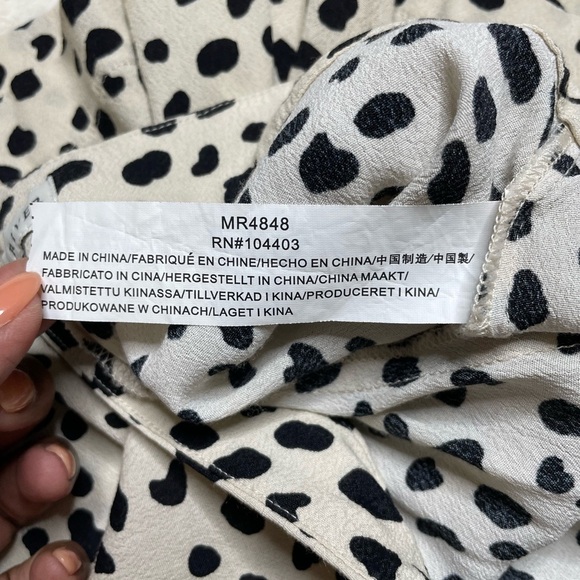 MR4848
RN#104403
MADE IN CHINA/FABRIQUÉ EN CHINE/HECHO EN CHINA/中国制造/中國製/
FABBRICATO IN CINA/HERGESTELLT IN CHINA/CHINA MAAKT/
VALMISTETTU KIINASSA/TILLVERKAD I KINA/PRODUCERET I KINA/
PRODUKOWANE W CHINACH/LAGET I KINA